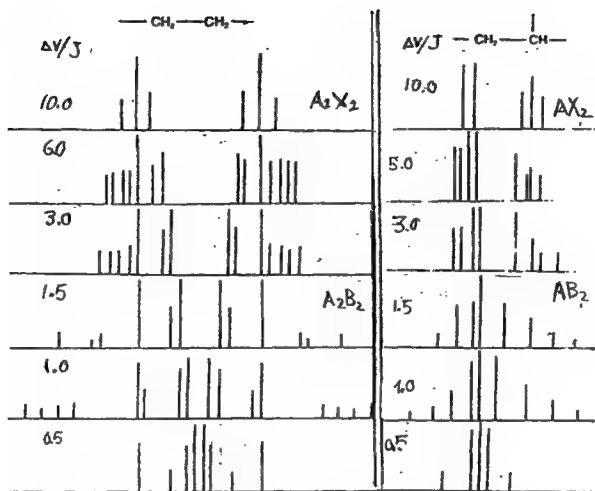 —CH₂—CH₂—
Δν/J
10.0
A₂X₂
6.0
3.0
1.5
A₂B₂
1.0
0.5
Δν/J
—CH₂—CH—
10.0
AX₂
5.0
3.0
1.5
AB₂
1.0
0.5